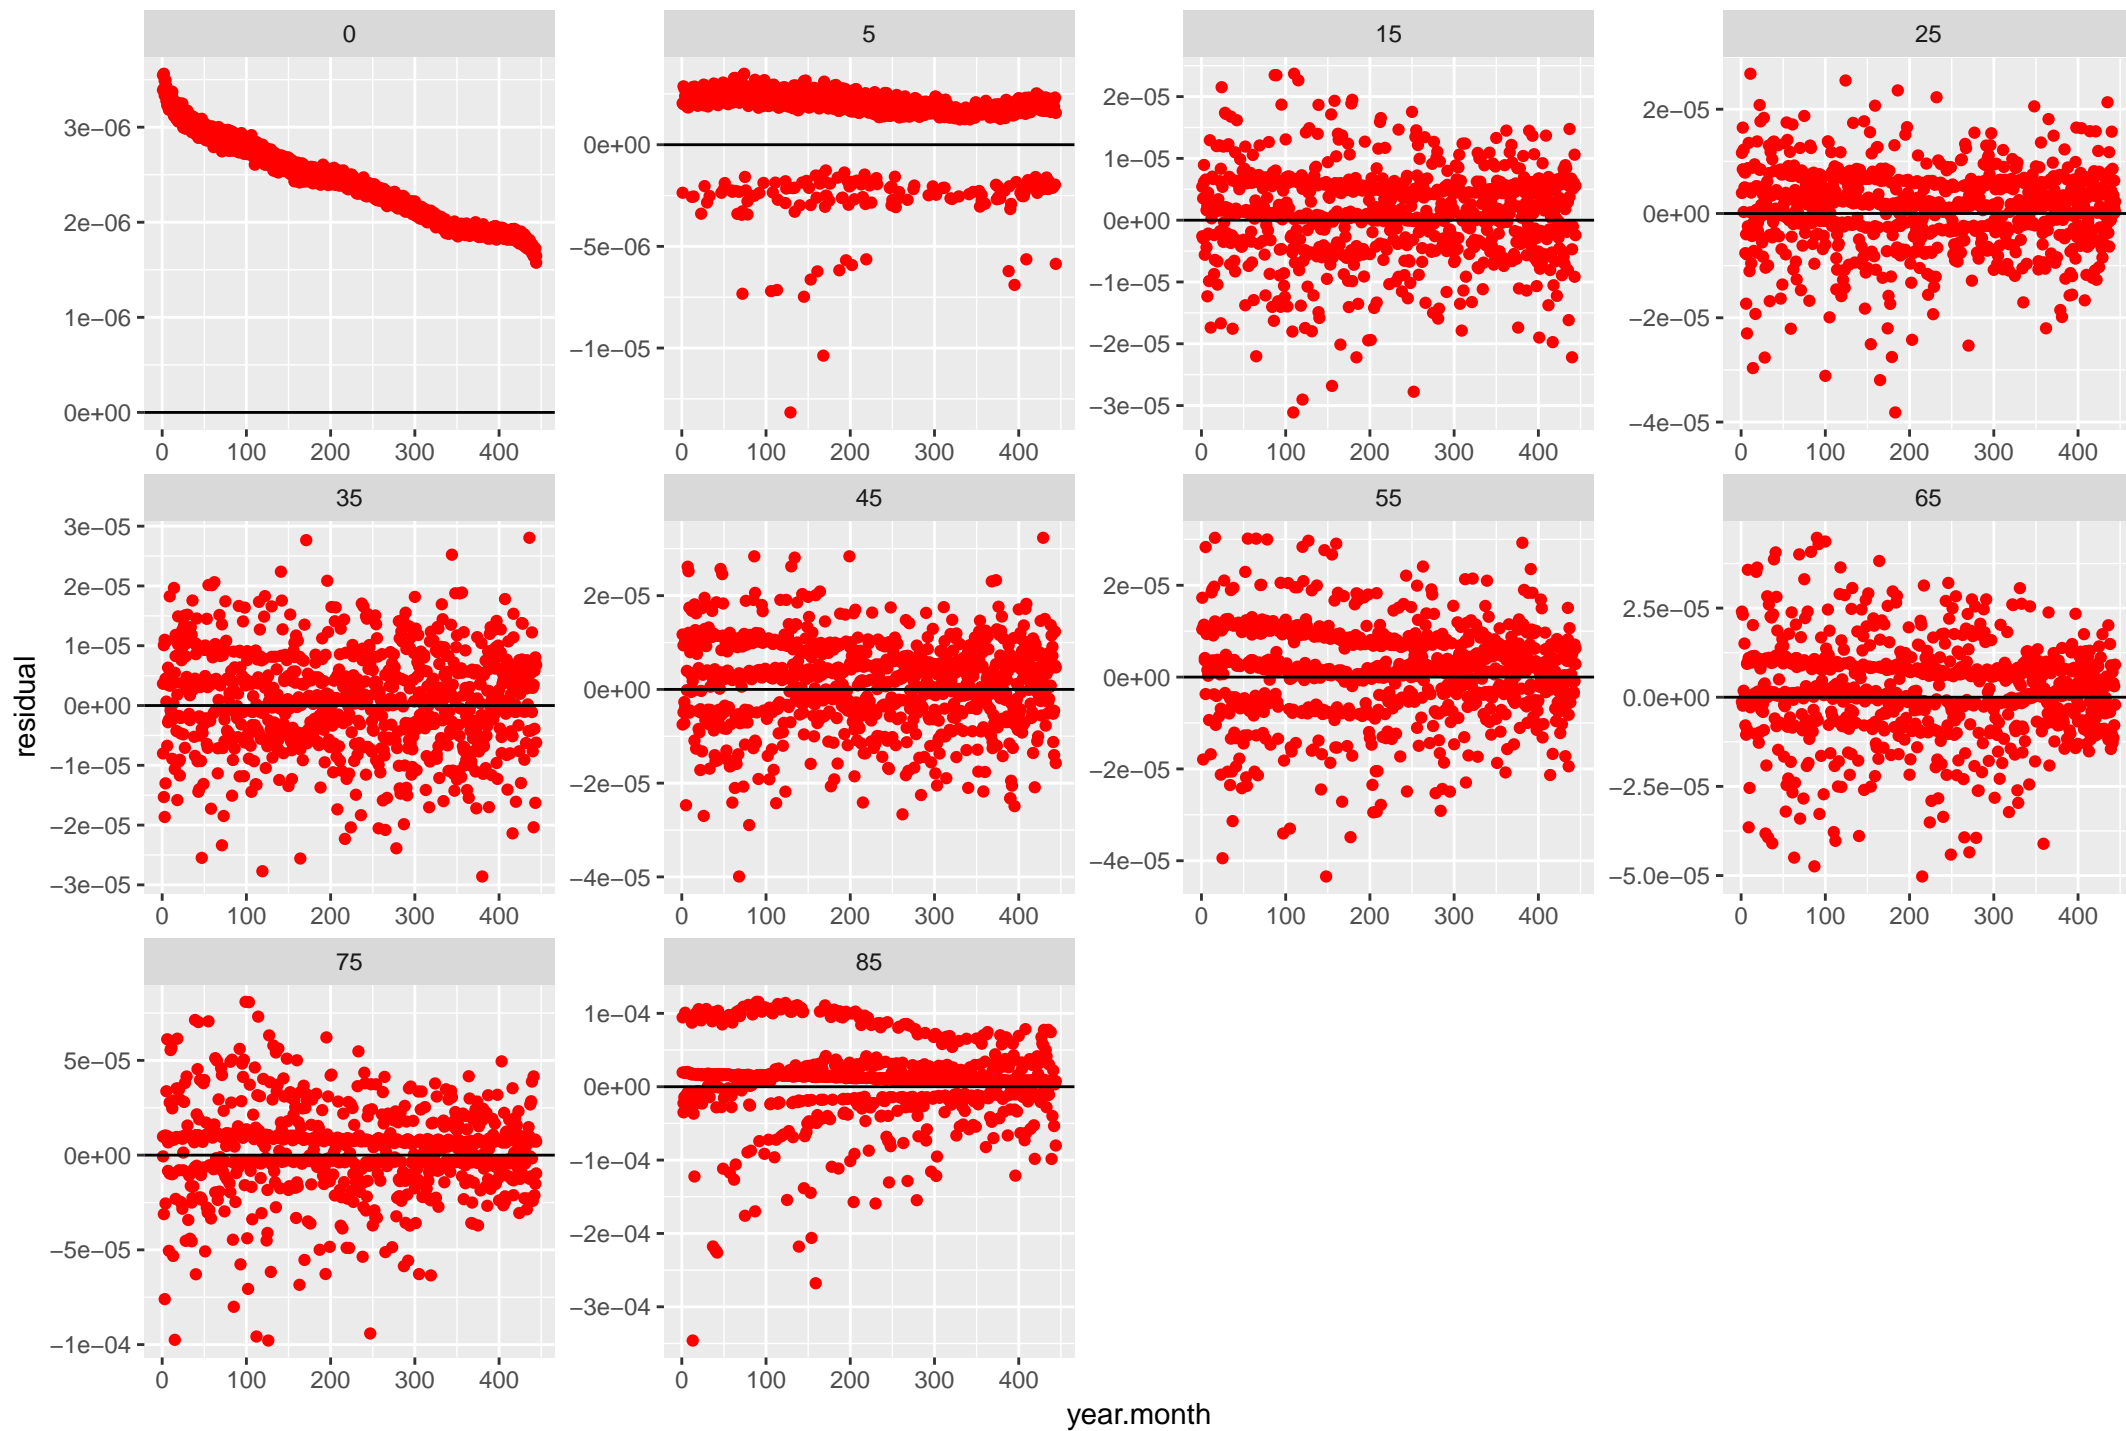 0 5 15 25
3e−06
2e−06
1e−06
0e+00
0e+00
−5e−06
−1e−05
2e−05
1e−05
0e+00
−1e−05
−2e−05
−3e−05
2e−05
0e+00
−2e−05
−4e−05
0 100 200 300 400 0 100 200 300 400 0 100 200 300 400 0 100 200 300 400
35 45 55 65
3e−05
2e−05
1e−05
0e+00
−1e−05
−2e−05
−3e−05
2e−05
0e+00
−2e−05
−4e−05
2e−05
0e+00
−2e−05
−4e−05
2.5e−05
0.0e+00
−2.5e−05
−5.0e−05
0 100 200 300 400 0 100 200 300 400 0 100 200 300 400 0 100 200 300 400
residual
75 85
5e−05
0e+00
−5e−05
−1e−04
1e−04
0e+00
−1e−04
−2e−04
−3e−04
0 100 200 300 400 0 100 200 300 400
year.month